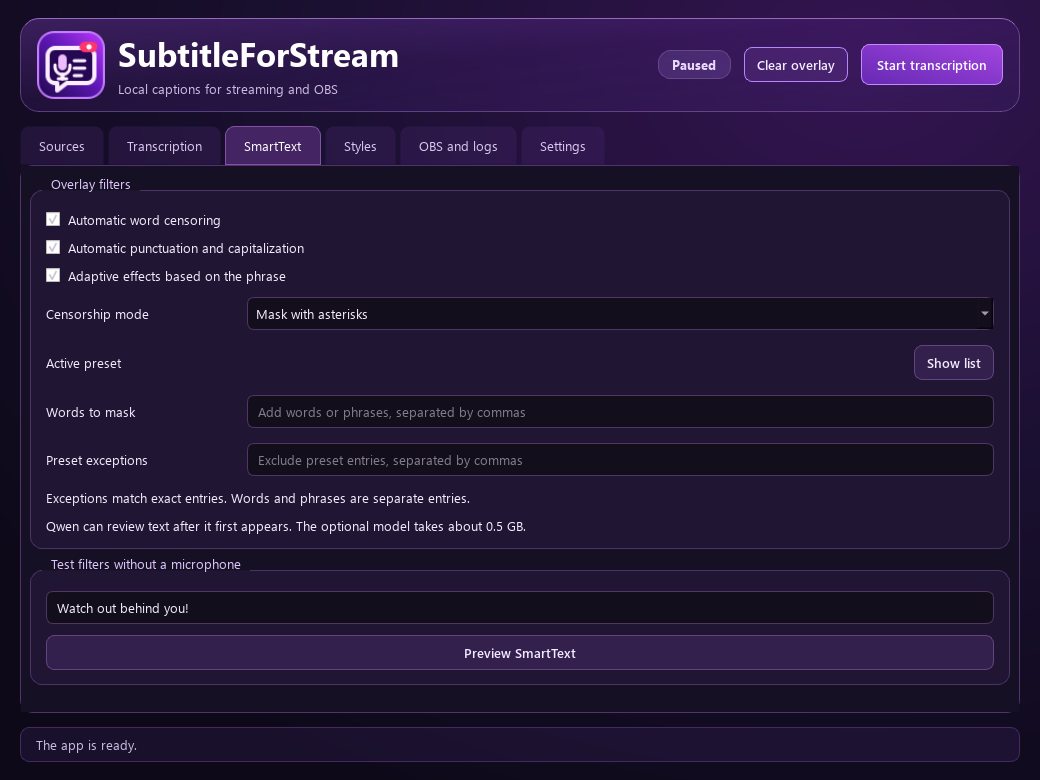 SubtitleForStream
Local captions for streaming and OBS
Paused
Clear overlay
Start transcription
Sources
Transcription
SmartText
Styles
OBS and logs
Settings
Overlay filters
Automatic word censoring
Automatic punctuation and capitalization
Adaptive effects based on the phrase
Censorship mode
Mask with asterisks
Active preset
Show list
Words to mask
Add words or phrases, separated by commas
Preset exceptions
Exclude preset entries, separated by commas
Exceptions match exact entries. Words and phrases are separate entries.
Qwen can review text after it first appears. The optional model takes about 0.5 GB.
Test filters without a microphone
Watch out behind you!
Preview SmartText
The app is ready.